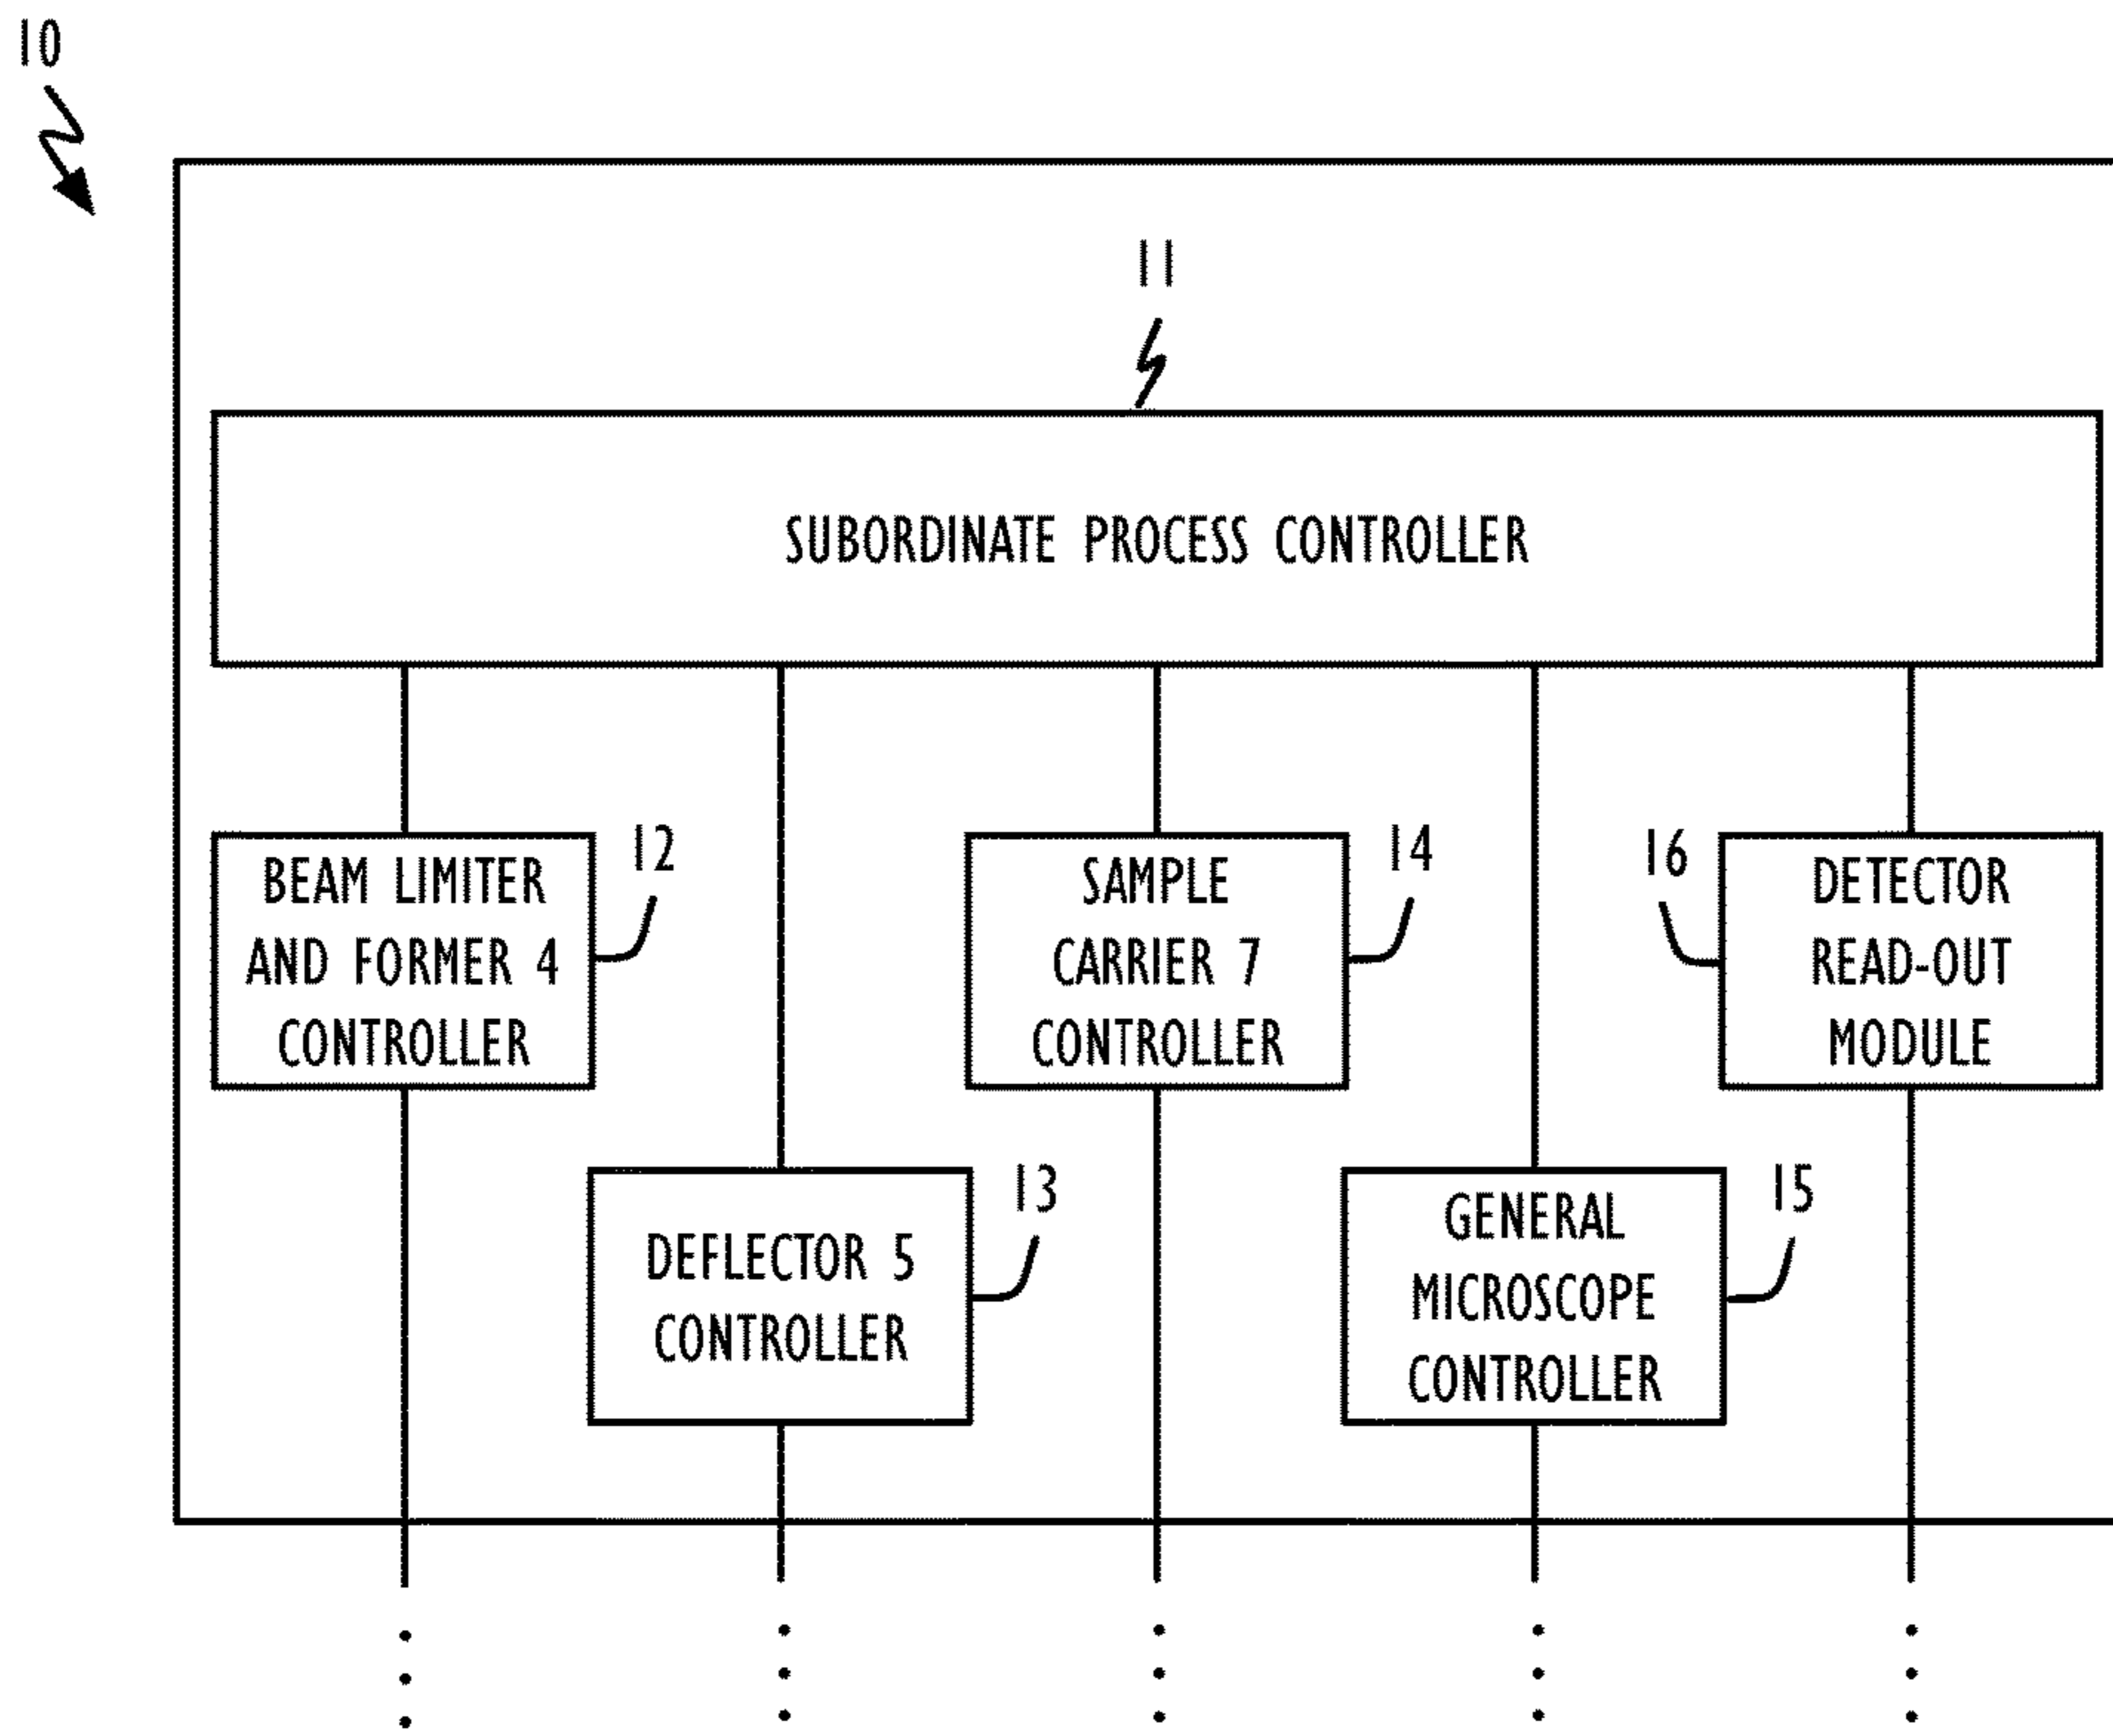 10
11
SUBORDINATE PROCESS CONTROLLER
BEAM LIMITER
AND FORMER 4
CONTROLLER
12
SAMPLE
CARRIER 7
CONTROLLER
14
16
DETECTOR
READ-OUT
MODULE
DEFLECTOR 5
CONTROLLER
13
GENERAL
MICROSCOPE
CONTROLLER
15